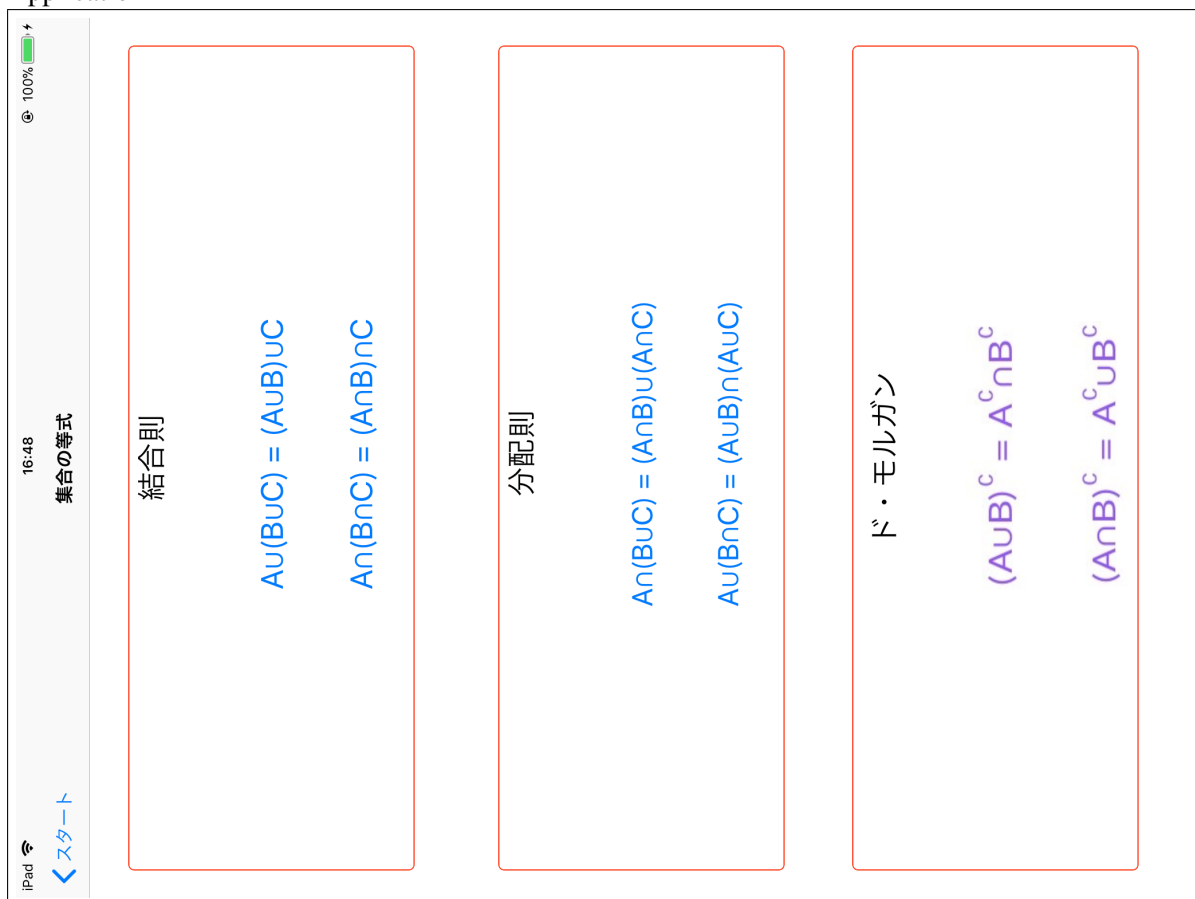 iPad 16:48 100%
スタート 集合の等式
結合則
A∪(B∪C) = (A∪B)∪C
A∩(B∩C) = (A∩B)∩C
分配則
A∩(B∪C) = (A∩B)∪(A∩C)
A∪(B∩C) = (A∪B)∩(A∪C)
ド・モルガン
(A∪B)ᶜ = Aᶜ∩Bᶜ
(A∩B)ᶜ = Aᶜ∪Bᶜ